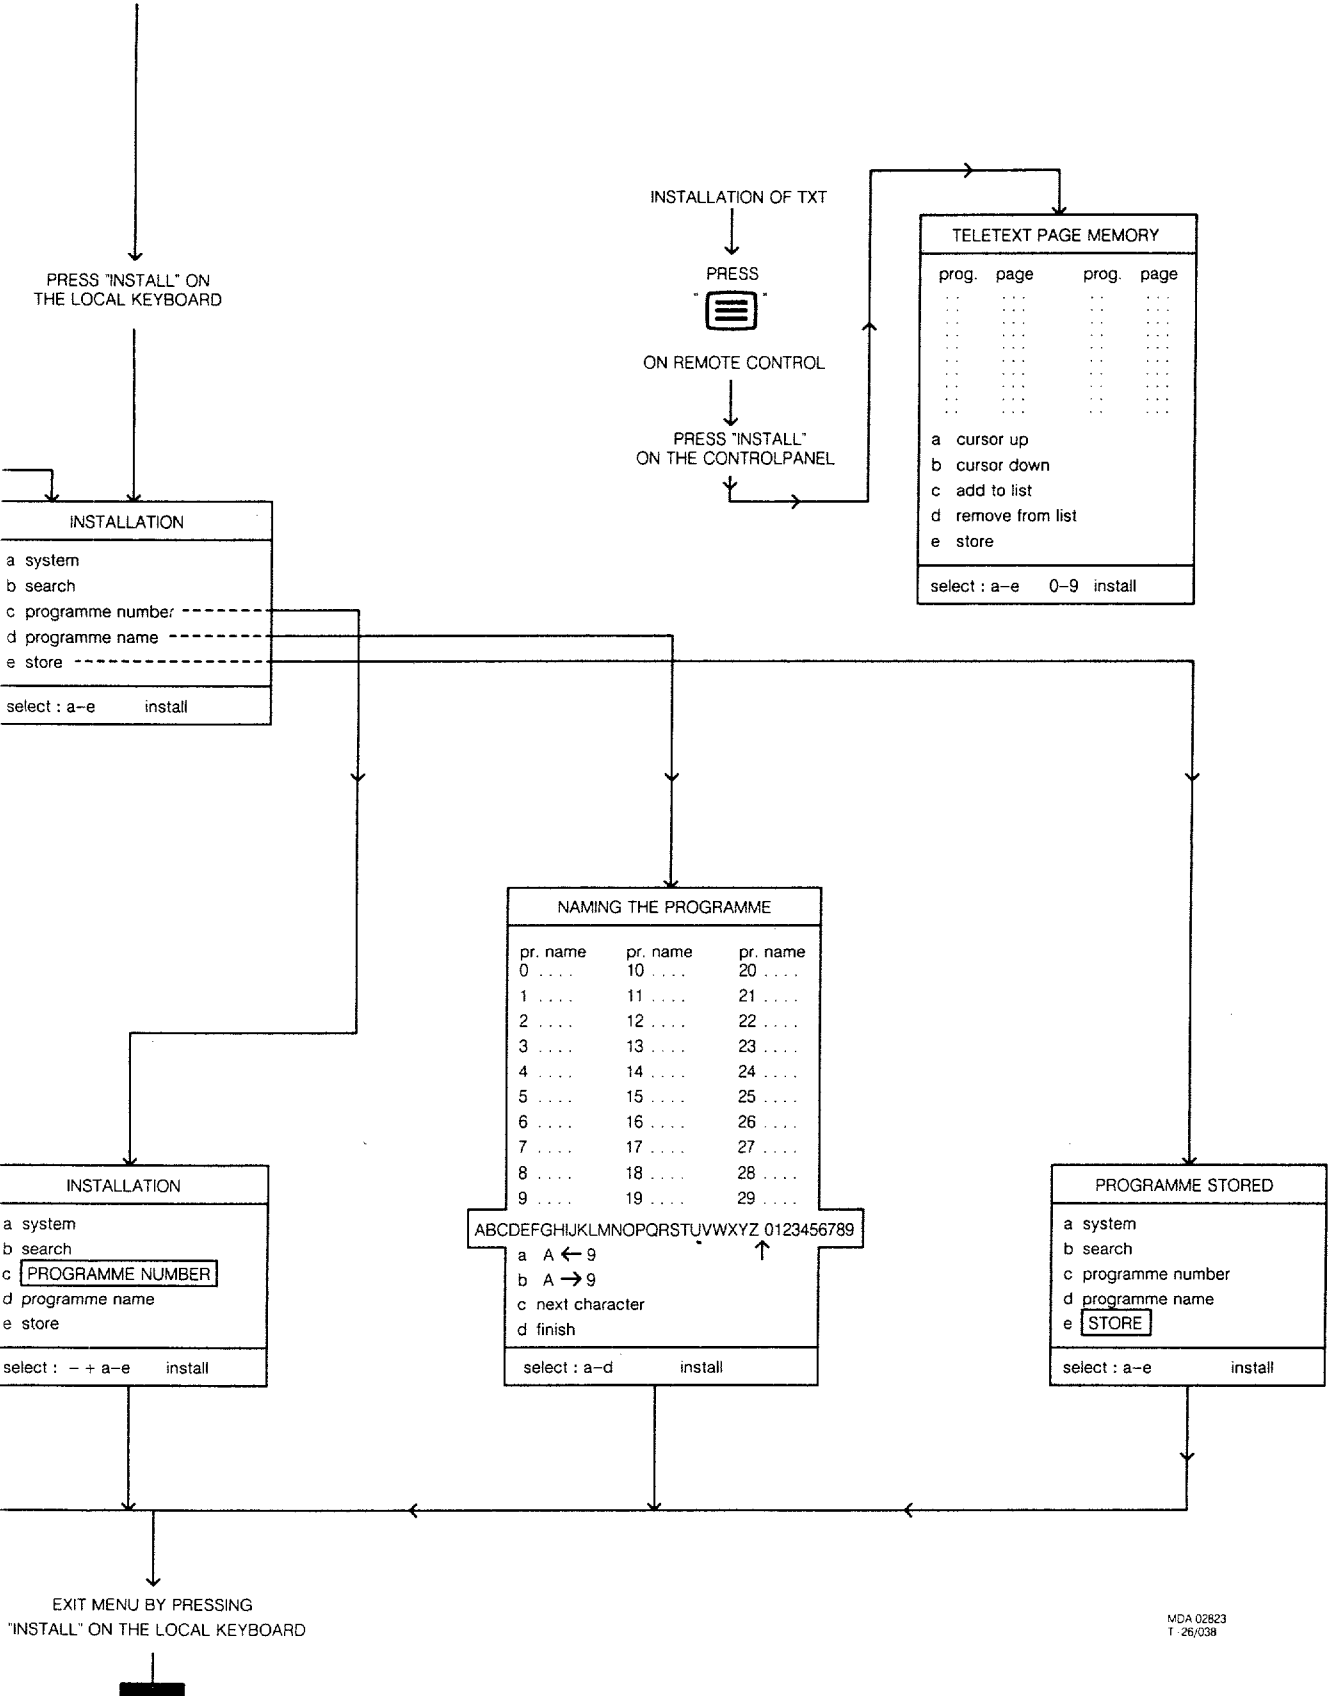 PRESS "INSTALL" ON
THE LOCAL KEYBOARD
INSTALLATION
a system
b search
c programme number
d programme name
e store
select : a–e install
INSTALLATION OF TXT
PRESS
" "
ON REMOTE CONTROL
PRESS "INSTALL"
ON THE CONTROLPANEL
TELETEXT PAGE MEMORY
prog. page prog. page
. . . . . . . . . .
. . . . . . . . . .
. . . . . . . . . .
. . . . . . . . . .
. . . . . . . . . .
. . . . . . . . . .
. . . . . . . . . .
. . . . . . . . . .
. . . . . . . . . .
. . . . . . . . . .
a cursor up
b cursor down
c add to list
d remove from list
e store
select : a–e 0–9 install
NAMING THE PROGRAMME
pr. name pr. name pr. name
0 .... 10 .... 20 ....
1 .... 11 .... 21 ....
2 .... 12 .... 22 ....
3 .... 13 .... 23 ....
4 .... 14 .... 24 ....
5 .... 15 .... 25 ....
6 .... 16 .... 26 ....
7 .... 17 .... 27 ....
8 .... 18 .... 28 ....
9 .... 19 .... 29 ....
ABCDEFGHIJKLMNOPQRSTUVWXYZ 0123456789
↑
a A ← 9
b A → 9
c next character
d finish
select : a–d install
INSTALLATION
a system
b search
c PROGRAMME NUMBER
d programme name
e store
select : – + a–e install
PROGRAMME STORED
a system
b search
c programme number
d programme name
e STORE
select : a–e install
EXIT MENU BY PRESSING
"INSTALL" ON THE LOCAL KEYBOARD
MDA 02823
T -26/038